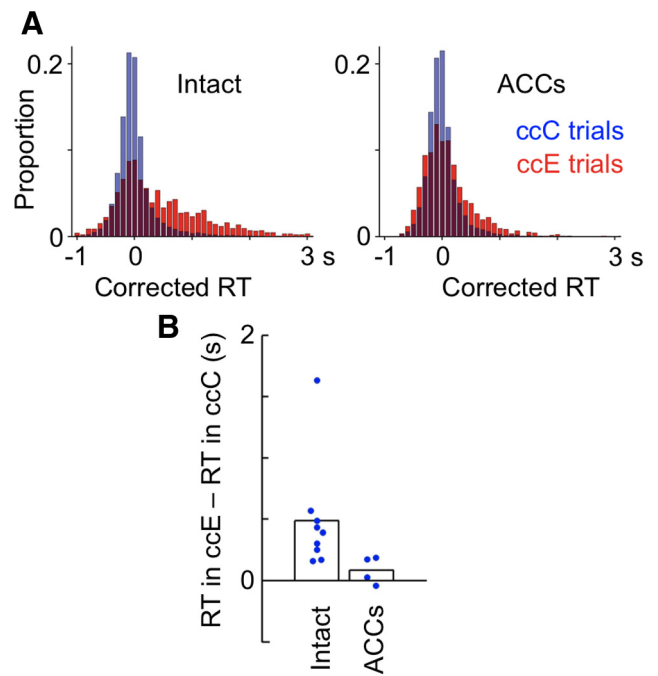 A
Intact
ACCs
ccC trials
ccE trials
Proportion
0.2
0
-1 0 3 s
Corrected RT
0.2
0
-1 0 3 s
Corrected RT
B
RT in ccE – RT in ccC (s)
2
0
Intact
ACCs